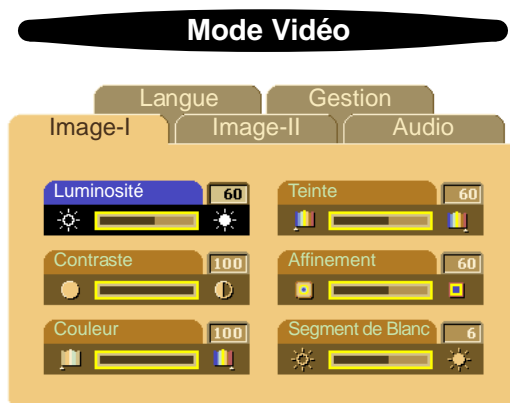 Mode Vidéo
Langue Gestion
Image-I Image-II Audio
Luminosité 60 Teinte 60
Contraste 100 Affinement 60
Couleur 100 Segment de Blanc 6